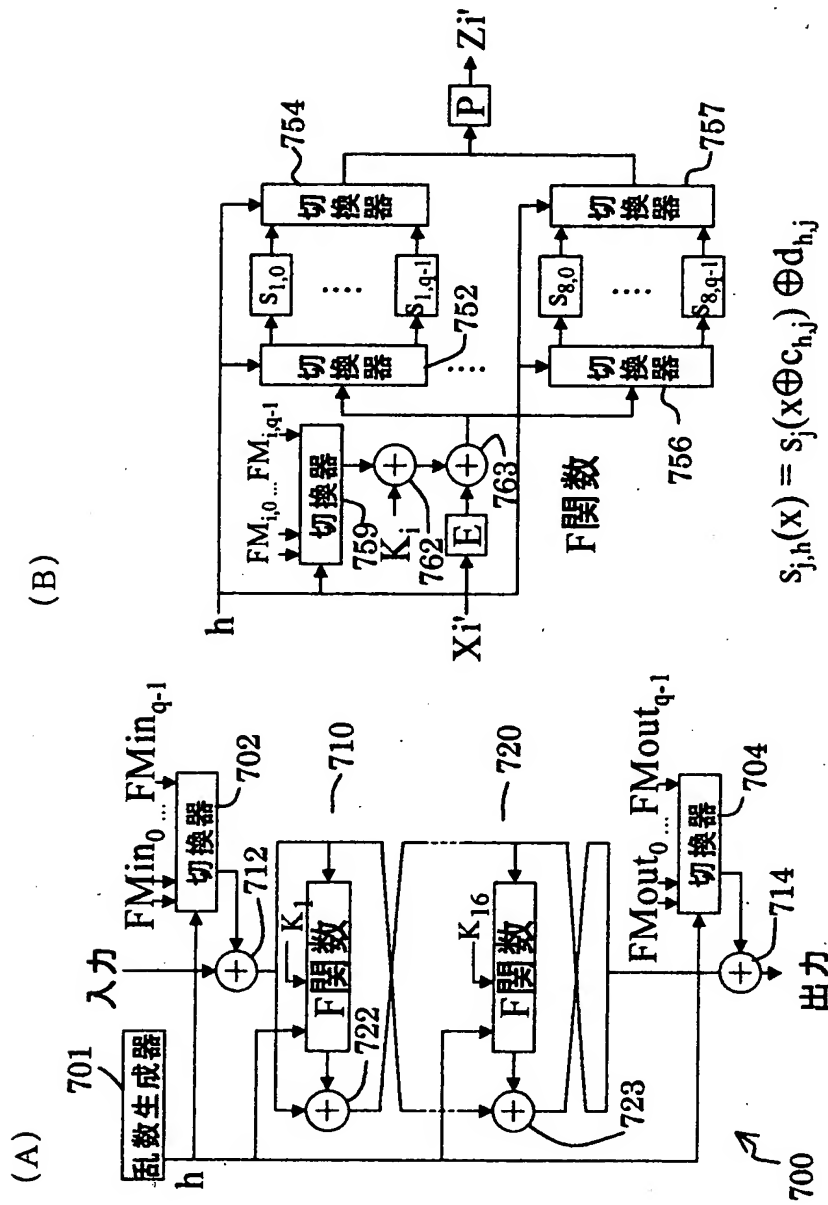 (A)
乱数生成器
701
h
入力
FMin0 ... FMinq-1
切換器
702
712
K1
F関数
710
722
K16
F関数
720
723
FMout0 ... FMoutq-1
切換器
704
714
出力
700
(B)
h
FMi,0 ... FMi,q-1
切換器
759
Ki
762
Xi'
E
763
F関数
切換器
752
S1,0
....
S1,q-1
切換器
754
....
切換器
756
S8,0
....
S8,q-1
切換器
757
P
Zi'
Sj,h(x) = Sj(x⊕ch,j)⊕dh,j